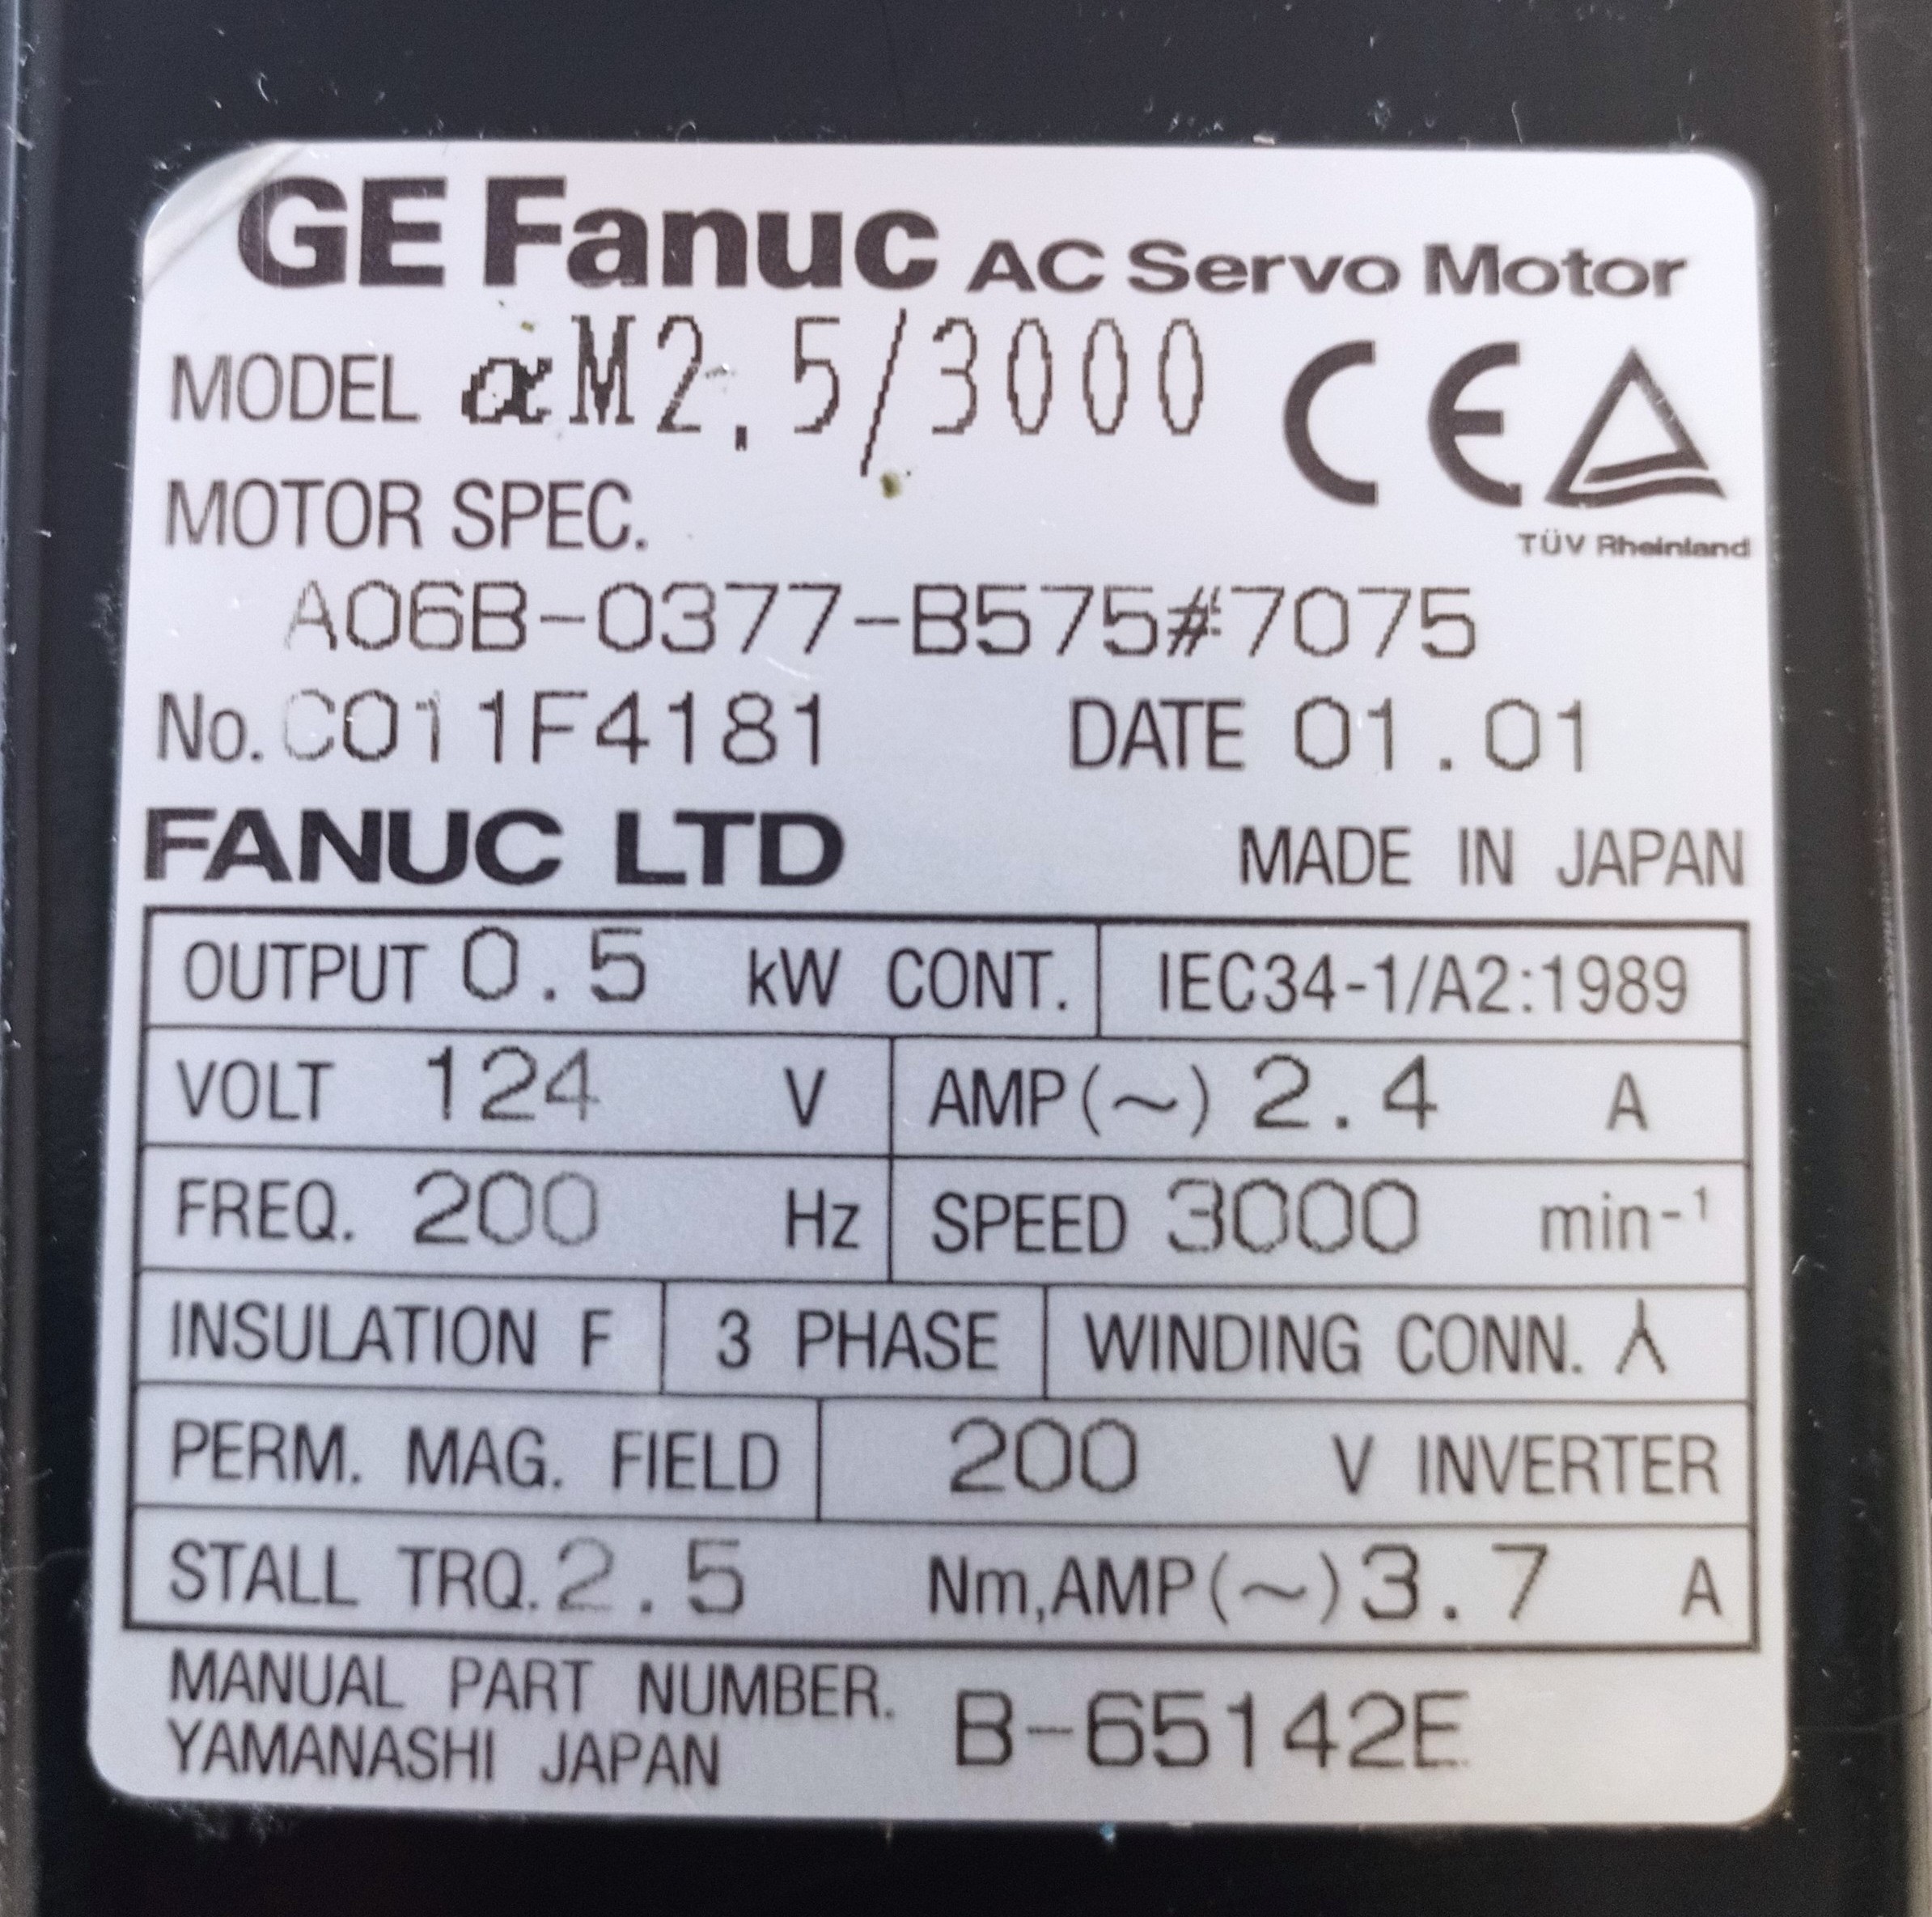 GE Fanuc AC Servo Motor
MODEL αM2.5/3000 CE
TÜV Rheinland
MOTOR SPEC.
A06B-0377-B575#7075
No. C011F4181 DATE 01.01
FANUC LTD MADE IN JAPAN
OUTPUT 0.5 kW CONT. IEC34-1/A2:1989
VOLT 124 V AMP(~) 2.4 A
FREQ. 200 Hz SPEED 3000 min-¹
INSULATION F 3 PHASE WINDING CONN. ⅄
PERM. MAG. FIELD 200 V INVERTER
STALL TRQ. 2.5 Nm,AMP(~) 3.7 A
MANUAL PART NUMBER. B-65142E
YAMANASHI JAPAN